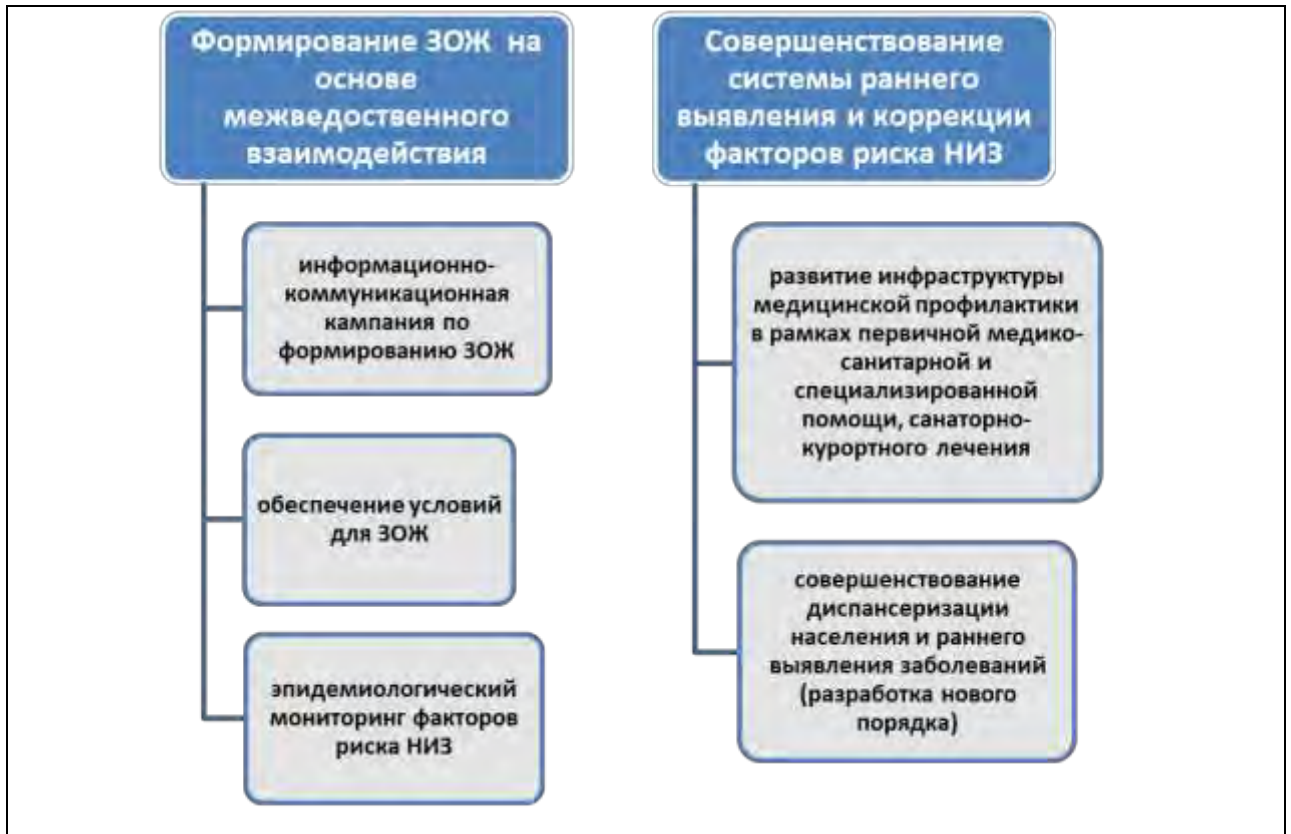 Формирование ЗОЖ на
основе
межведоственного
взаимодействия
информационно-
коммуникационная
кампания по
формированию ЗОЖ
обеспечение условий
для ЗОЖ
эпидемиологический
мониторинг факторов
риска НИЗ
Совершенствование
системы раннего
выявления и коррекции
факторов риска НИЗ
развитие инфраструктуры
медицинской профилактики
в рамках первичной медико-
санитарной и
специализированной
помощи, санаторно-
курортного лечения
совершенствование
диспансеризации
населения и раннего
выявления заболеваний
(разработка нового
порядка)